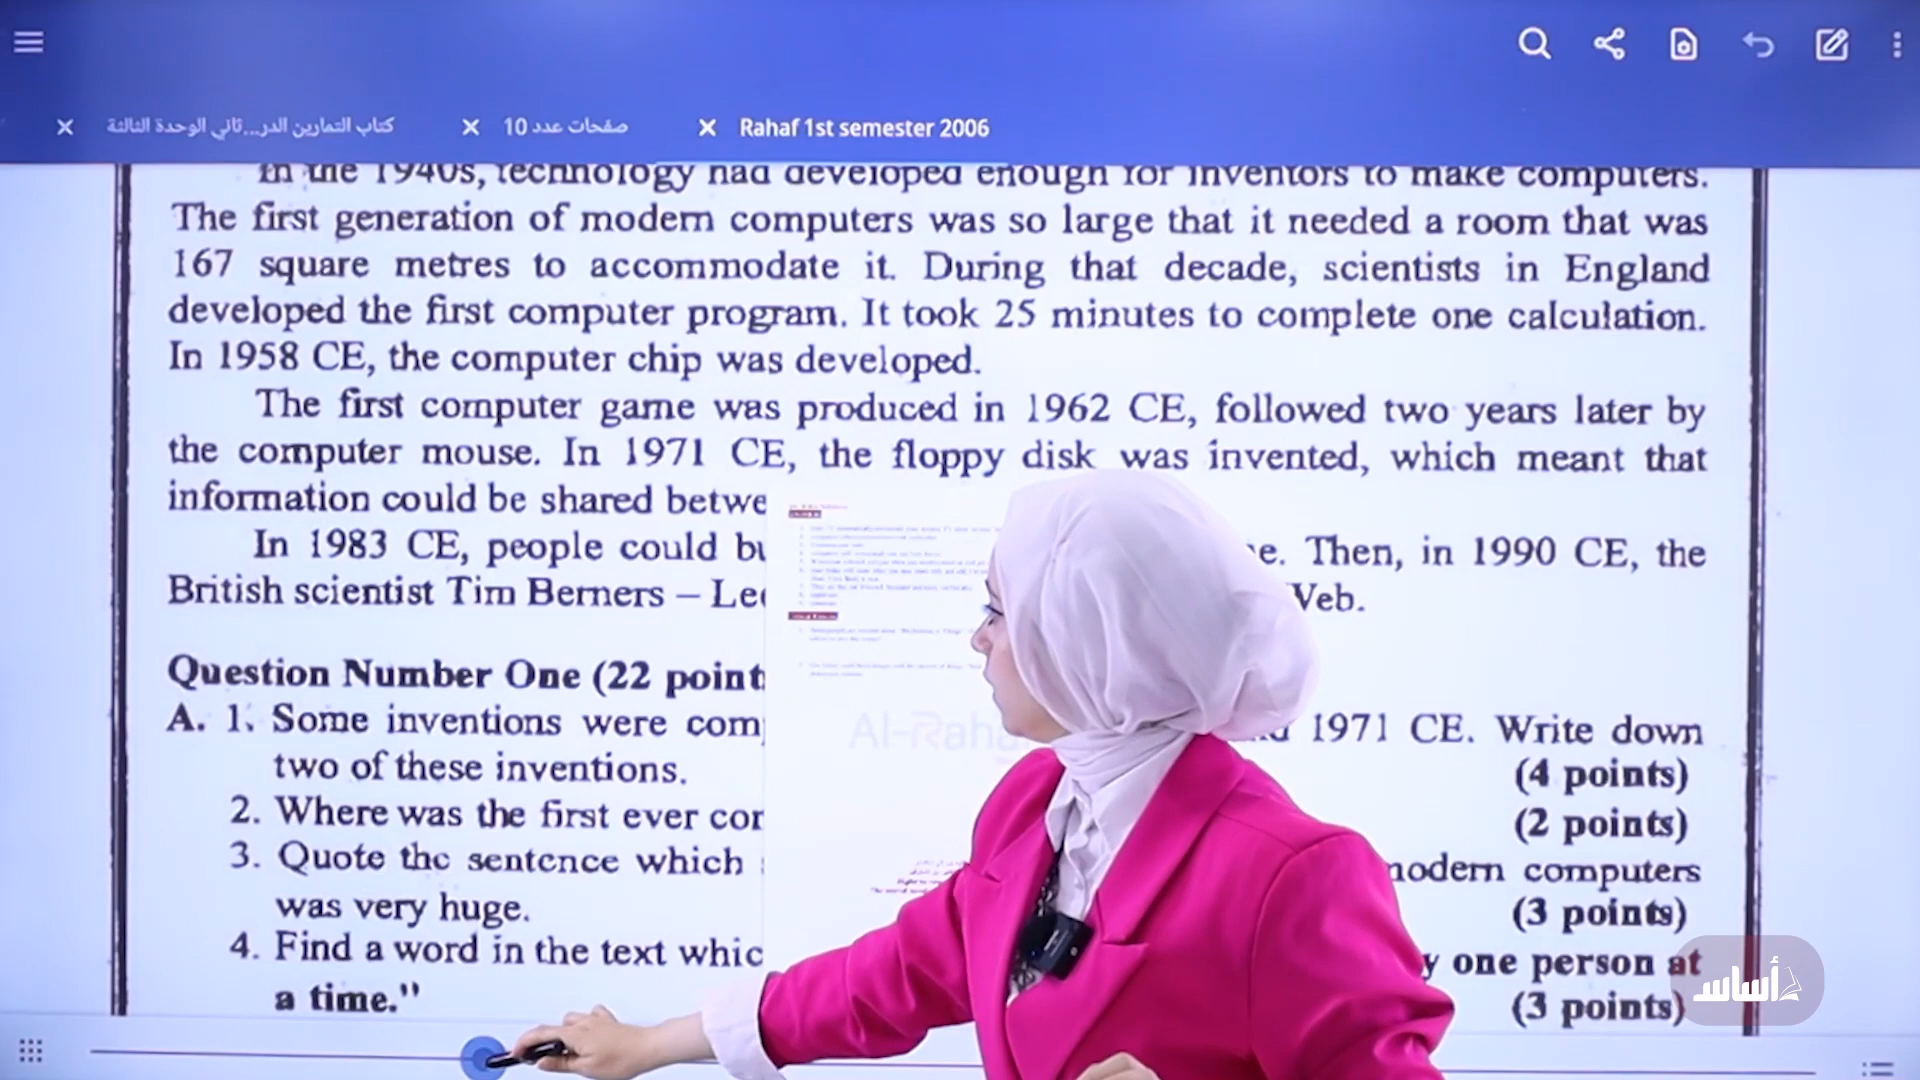 كتاب التمارين الدر...ثاني الوحدة الثالثة
صفحات عدد 10
Rahaf 1st semester 2006
In the 1940s, technology had developed enough for inventors to make computers.
The first generation of modern computers was so large that it needed a room that was
167 square metres to accommodate it. During that decade, scientists in England
developed the first computer program. It took 25 minutes to complete one calculation.
In 1958 CE, the computer chip was developed.
The first computer game was produced in 1962 CE, followed two years later by
the computer mouse. In 1971 CE, the floppy disk was invented, which meant that
information could be shared betwe
In 1983 CE, people could bu e. Then, in 1990 CE, the
British scientist Tim Berners – Lee Web.
Question Number One (22 point
A. 1. Some inventions were com 1971 CE. Write down
two of these inventions. (4 points)
2. Where was the first ever cor (2 points)
3. Quote the sentence which modern computers
was very huge. (3 points)
4. Find a word in the text whic y one person at
a time." (3 points)
Al-Raha
أساس